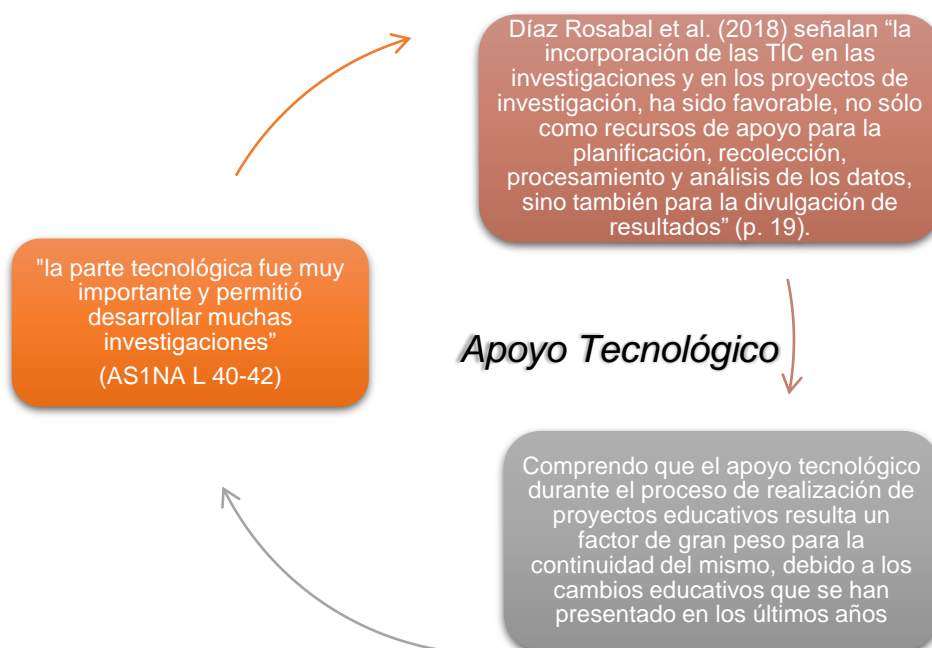 Díaz Rosabal et al. (2018) señalan “la
incorporación de las TIC en las
investigaciones y en los proyectos de
investigación, ha sido favorable, no sólo
como recursos de apoyo para la
planificación, recolección,
procesamiento y análisis de los datos,
sino también para la divulgación de
resultados” (p. 19).
"la parte tecnológica fue muy
importante y permitió
desarrollar muchas
investigaciones”
(AS1NA L 40-42)
Apoyo Tecnológico
Comprendo que el apoyo tecnológico
durante el proceso de realización de
proyectos educativos resulta un
factor de gran peso para la
continuidad del mismo, debido a los
cambios educativos que se han
presentado en los últimos años